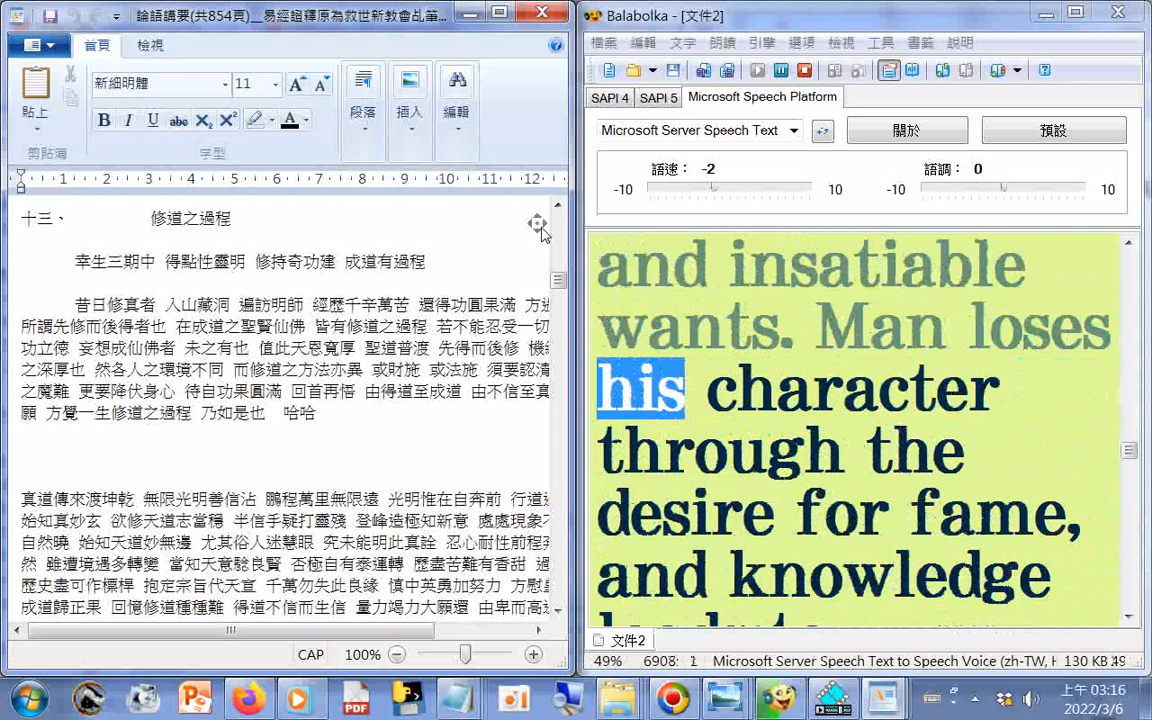 論語講要(共854頁)__易經證釋原為救世新教會乩筆...
首頁
檢視
貼上
剪貼簿
新細明體
11
字型
段落
插入
編輯
1 2 3 4 5 6 7 8 9 10 11 12
十三、 修道之過程
幸生三期中 得點性靈明 修持奇功建 成道有過程
昔日修真者 入山藏洞 遍訪明師 經歷千辛萬苦 還得功圓果滿 方
所謂先修而後得者也 在成道之聖賢仙佛 皆有修道之過程 若不能忍受一切
功立德 妄想成仙佛者 未之有也 值此天恩寬厚 聖道普渡 先得而後修 機
之深厚也 然各人之環境不同 而修道之方法亦異 或財施 或法施 須要認清
之魔難 更要降伏身心 待自功果圓滿 回首再悟 由得道至成道 由不信至真
願 方覺一生修道之過程 乃如是也 哈哈
真道傳來渡坤乾 無限光明善信沾 鵬程萬里無限遠 光明惟在自奔前 行道
始知真妙玄 欲修天道志當穩 半信半疑打靈殘 登峰造極知新意 處處現象
自然曉 始知天道妙無邊 尤其俗人迷慧眼 究未能明此真詮 忍心耐性前程
然 雖遭境遇多轉變 當知天意驗良賢 否極自有泰運轉 歷盡苦難有香甜 過
歷史盡可作標桿 抱定宗旨代天宣 千萬勿失此良緣 慎中英勇加努力 方慰
成道歸正果 回憶修道種種難 得道不信而生信 量力竭力大願還 由卑而高
CAP 100%
Balabolka - [文件2]
檔案 編輯 文字 朗讀 引擎 選項 檢視 工具 書籤 說明
SAPI 4 SAPI 5 Microsoft Speech Platform
Microsoft Server Speech Text 關於 預設
語速： -2 語調： 0
-10 10 -10 10
and insatiable
wants. Man loses
his character
through the
desire for fame,
and knowledge
文件2
49% 6908: 1 Microsoft Server Speech Text to Speech Voice (zh-TW, H 130 KB
上午 03:16
2022/3/6